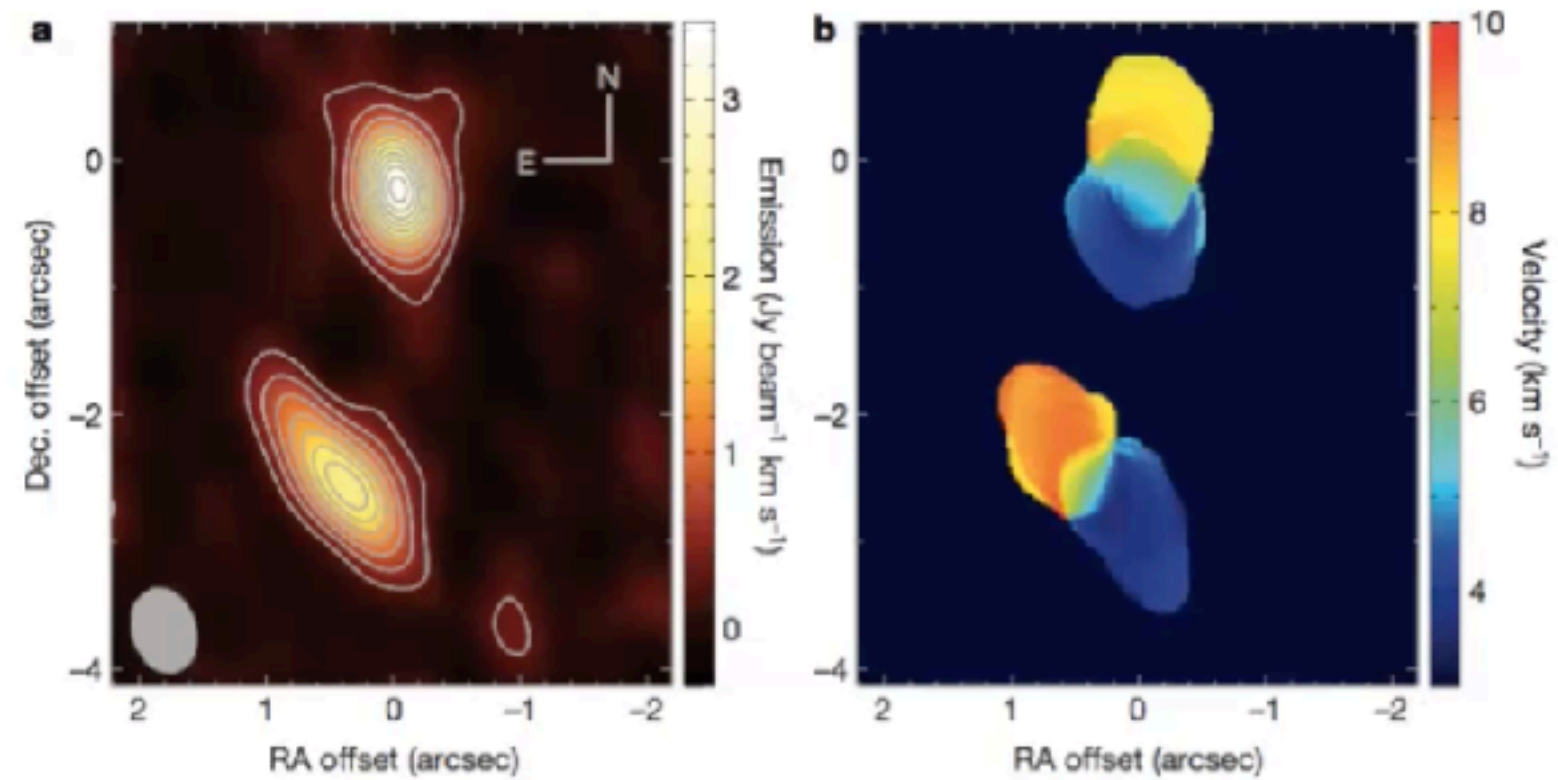 a
N
E
0
−2
−4
2
1
0
−1
−2
Dec. offset (arcsec)
RA offset (arcsec)
3
2
1
0
Emission (Jy beam⁻¹ km s⁻¹)
b
0
−2
−4
2
1
0
−1
−2
RA offset (arcsec)
10
8
6
4
Velocity (km s⁻¹)